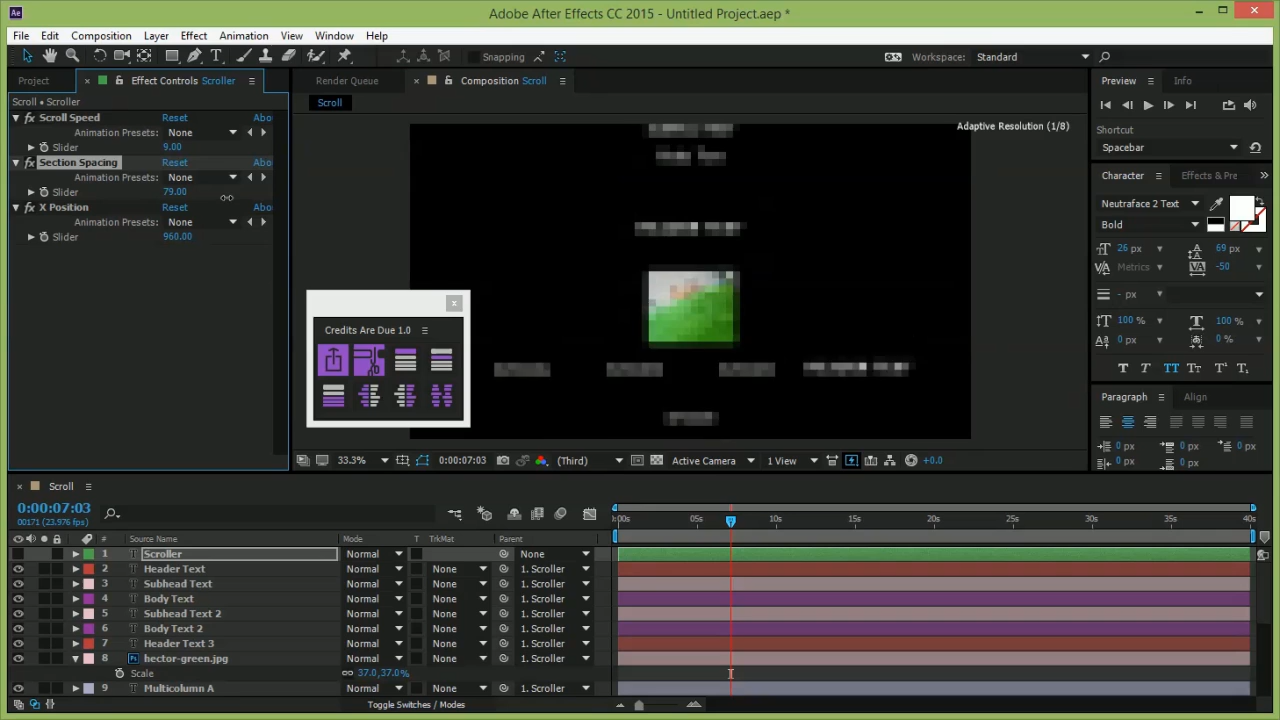 Adobe After Effects CC 2015 - Untitled Project.aep *
File Edit Composition Layer Effect Animation View Window Help
Snapping
Workspace: Standard
Project
Effect Controls Scroller
Render Queue
Composition Scroll
Preview
Info
Scroll • Scroller
Scroll
Scroll Speed Reset Abo
Animation Presets: None
Slider 9.00
Section Spacing Reset Abo
Animation Presets: None
Slider 79.00
X Position Reset Abo
Animation Presets: None
Slider 960.00
Adaptive Resolution (1/8)
Credits Are Due 1.0
Shortcut
Spacebar
Character
Effects & Pre
Neutraface 2 Text
Bold
26 px 69 px
Metrics -50
- px
100 % 100 %
0 px 0 %
TT Tt T¹ T₁
Paragraph
Align
0 px 0 px 0 px
0 px 0 px
33.3% 0:00:07:03 (Third) Active Camera 1 View +0.0
Scroll
0:00:07:03
00171 (23.976 fps)
:00s 05s 10s 15s 20s 25s 30s 35s 40s
# Source Name Mode T TrkMat Parent
1 Scroller Normal None
2 Header Text Normal None 1. Scroller
3 Subhead Text Normal None 1. Scroller
4 Body Text Normal None 1. Scroller
5 Subhead Text 2 Normal None 1. Scroller
6 Body Text 2 Normal None 1. Scroller
7 Header Text 3 Normal None 1. Scroller
8 hector-green.jpg Normal None 1. Scroller
Scale 37.0,37.0%
9 Multicolumn A Normal None 1. Scroller
Toggle Switches / Modes